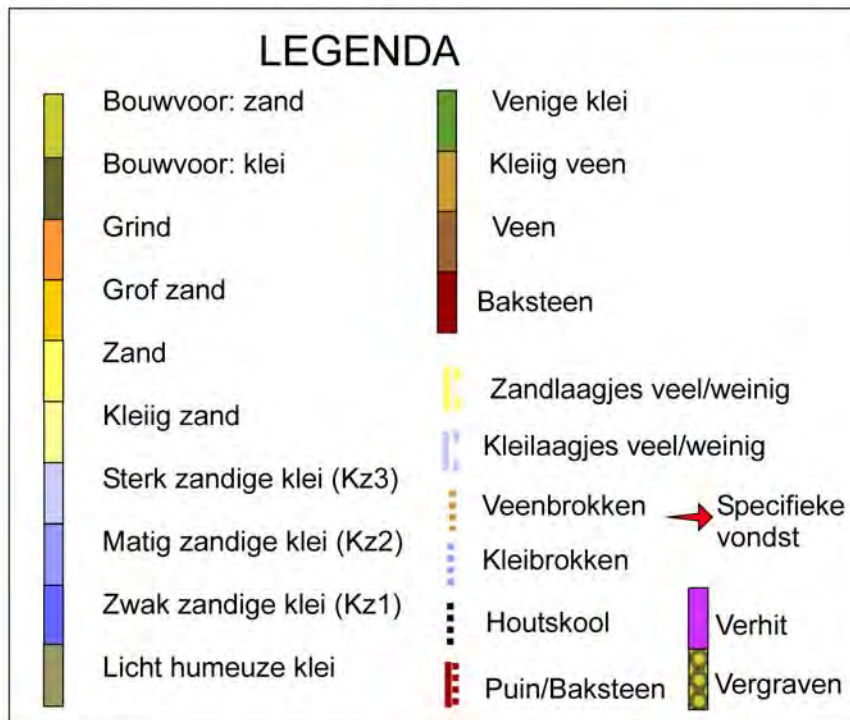 LEGENDA
Bouwvoor: zand
Bouwvoor: klei
Grind
Grof zand
Zand
Kleiig zand
Sterk zandige klei (Kz3)
Matig zandige klei (Kz2)
Zwak zandige klei (Kz1)
Licht humeuze klei
Venige klei
Kleiig veen
Veen
Baksteen
Zandlaagjes veel/weinig
Kleilaagjes veel/weinig
Veenbrokken
Kleibrokken
Houtskool
Puin/Baksteen
Specifieke
vondst
Verhit
Vergraven